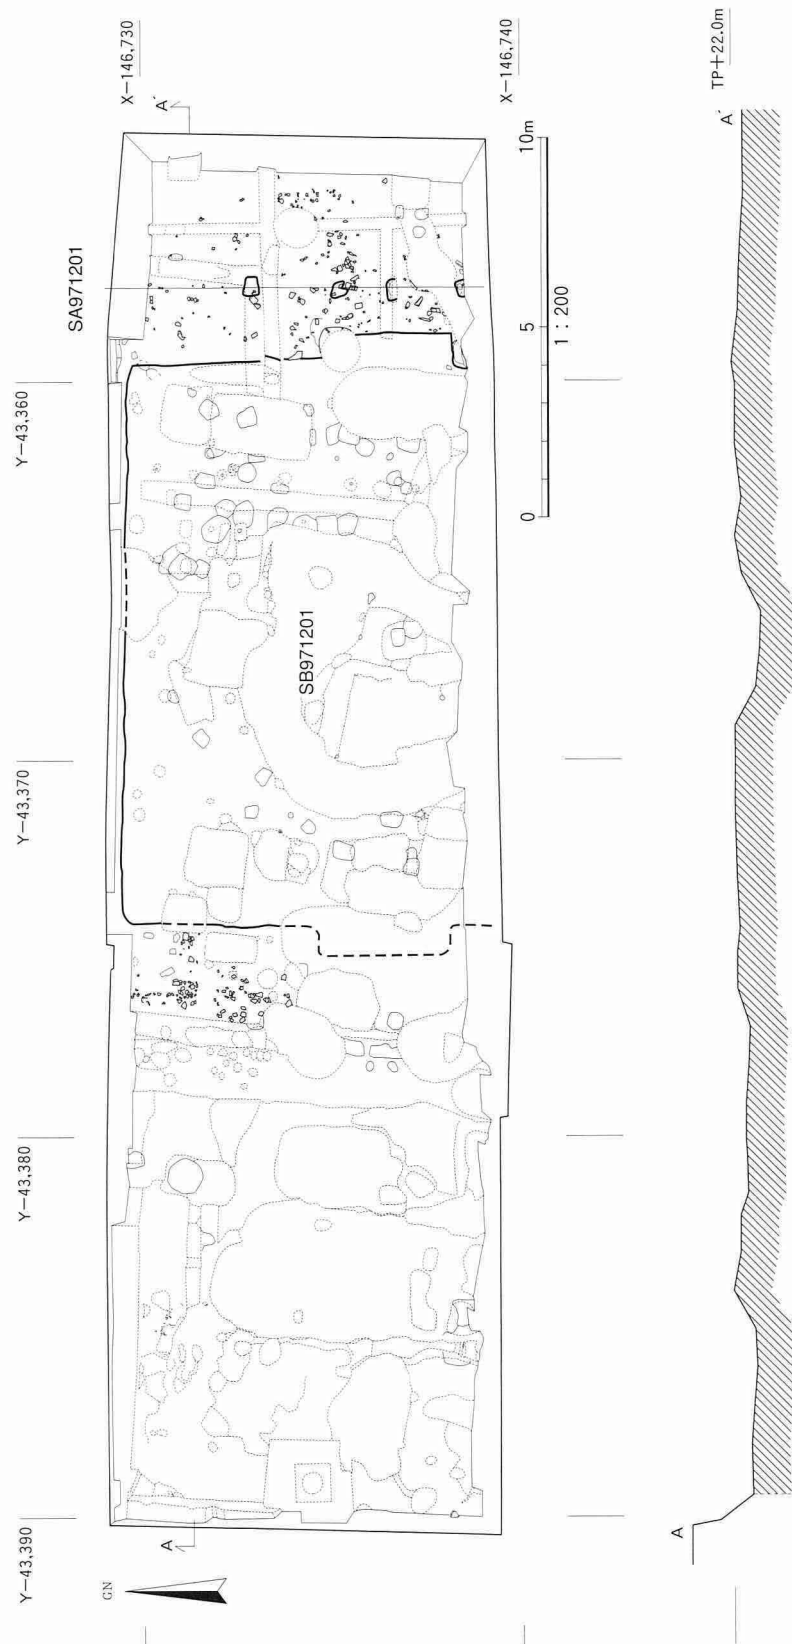 X−146,730
X−146,740
TP+22.0m
A´
A´
SA971201
10m
5
0
1：200
Y−43,360
SB971201
Y−43,370
Y−43,380
Y−43,390
A
A
GN